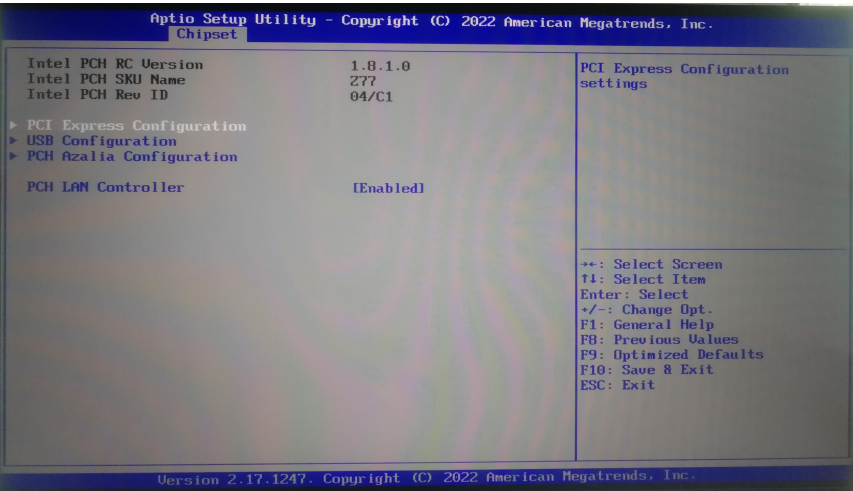 Aptio Setup Utility - Copyright (C) 2022 American Megatrends, Inc.
Chipset
Intel PCH RC Version 1.8.1.0
Intel PCH SKU Name Z77
Intel PCH Rev ID 04/C1
PCI Express Configuration
USB Configuration
PCH Azalia Configuration
PCH LAN Controller [Enabled]
PCI Express Configuration
settings
→←: Select Screen
↑↓: Select Item
Enter: Select
+/-: Change Opt.
F1: General Help
F8: Previous Values
F9: Optimized Defaults
F10: Save & Exit
ESC: Exit
Version 2.17.1247. Copyright (C) 2022 American Megatrends, Inc.